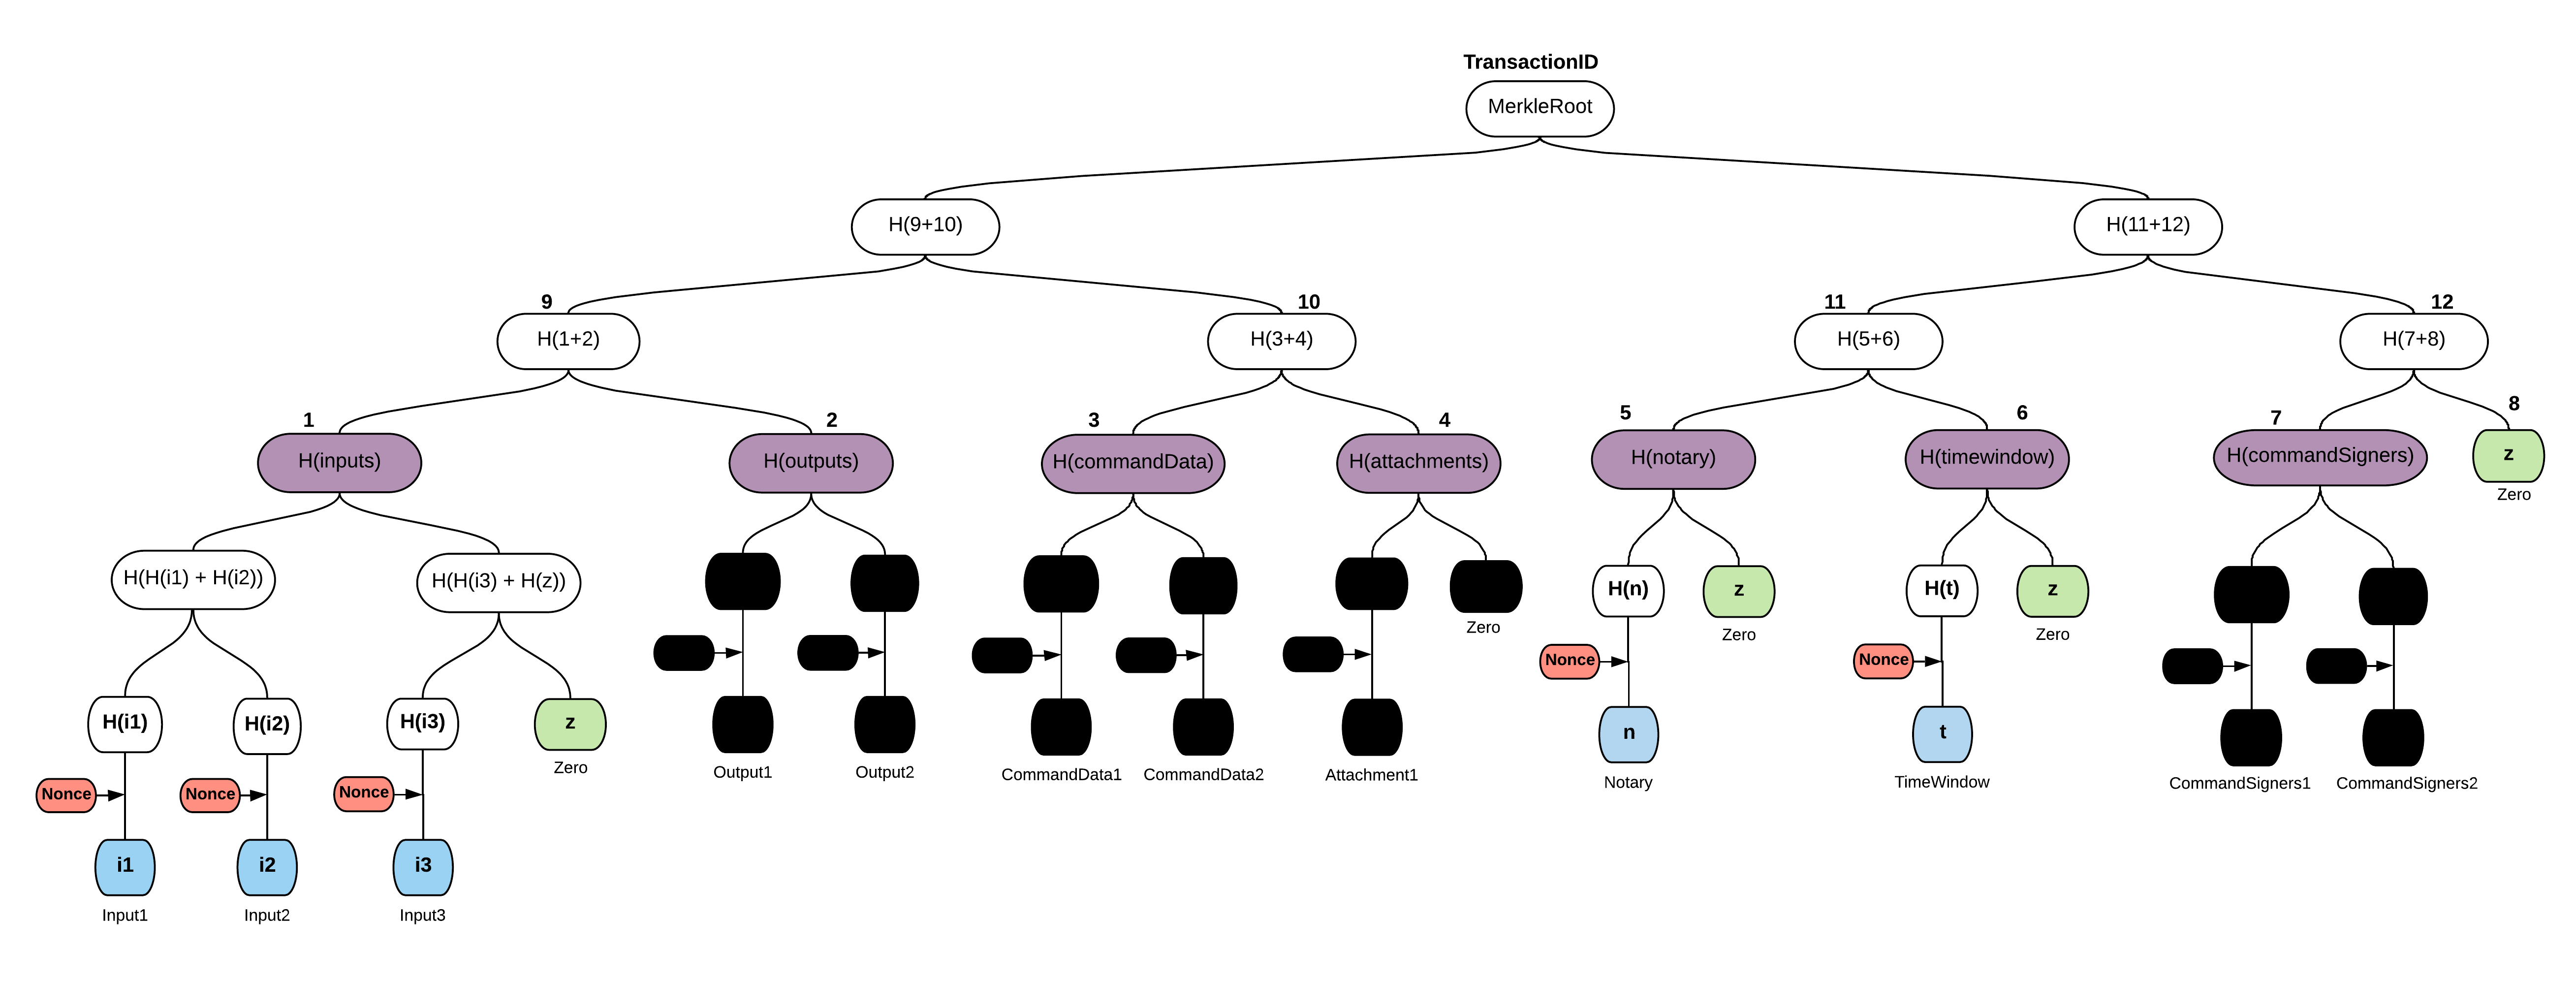 TransactionID
MerkleRoot
H(9+10)
H(11+12)
9
10
11
12
H(1+2)
H(3+4)
H(5+6)
H(7+8)
1
2
3
4
5
6
7
8
H(inputs)
H(outputs)
H(commandData)
H(attachments)
H(notary)
H(timewindow)
H(commandSigners)
z
Zero
H(H(i1) + H(i2))
H(H(i3) + H(z))
Zero
H(n)
z
Zero
H(t)
z
Zero
Nonce
Nonce
H(i1)
H(i2)
H(i3)
z
Zero
n
t
Output1
Output2
CommandData1
CommandData2
Attachment1
Notary
TimeWindow
CommandSigners1
CommandSigners2
Nonce
Nonce
Nonce
i1
i2
i3
Input1
Input2
Input3